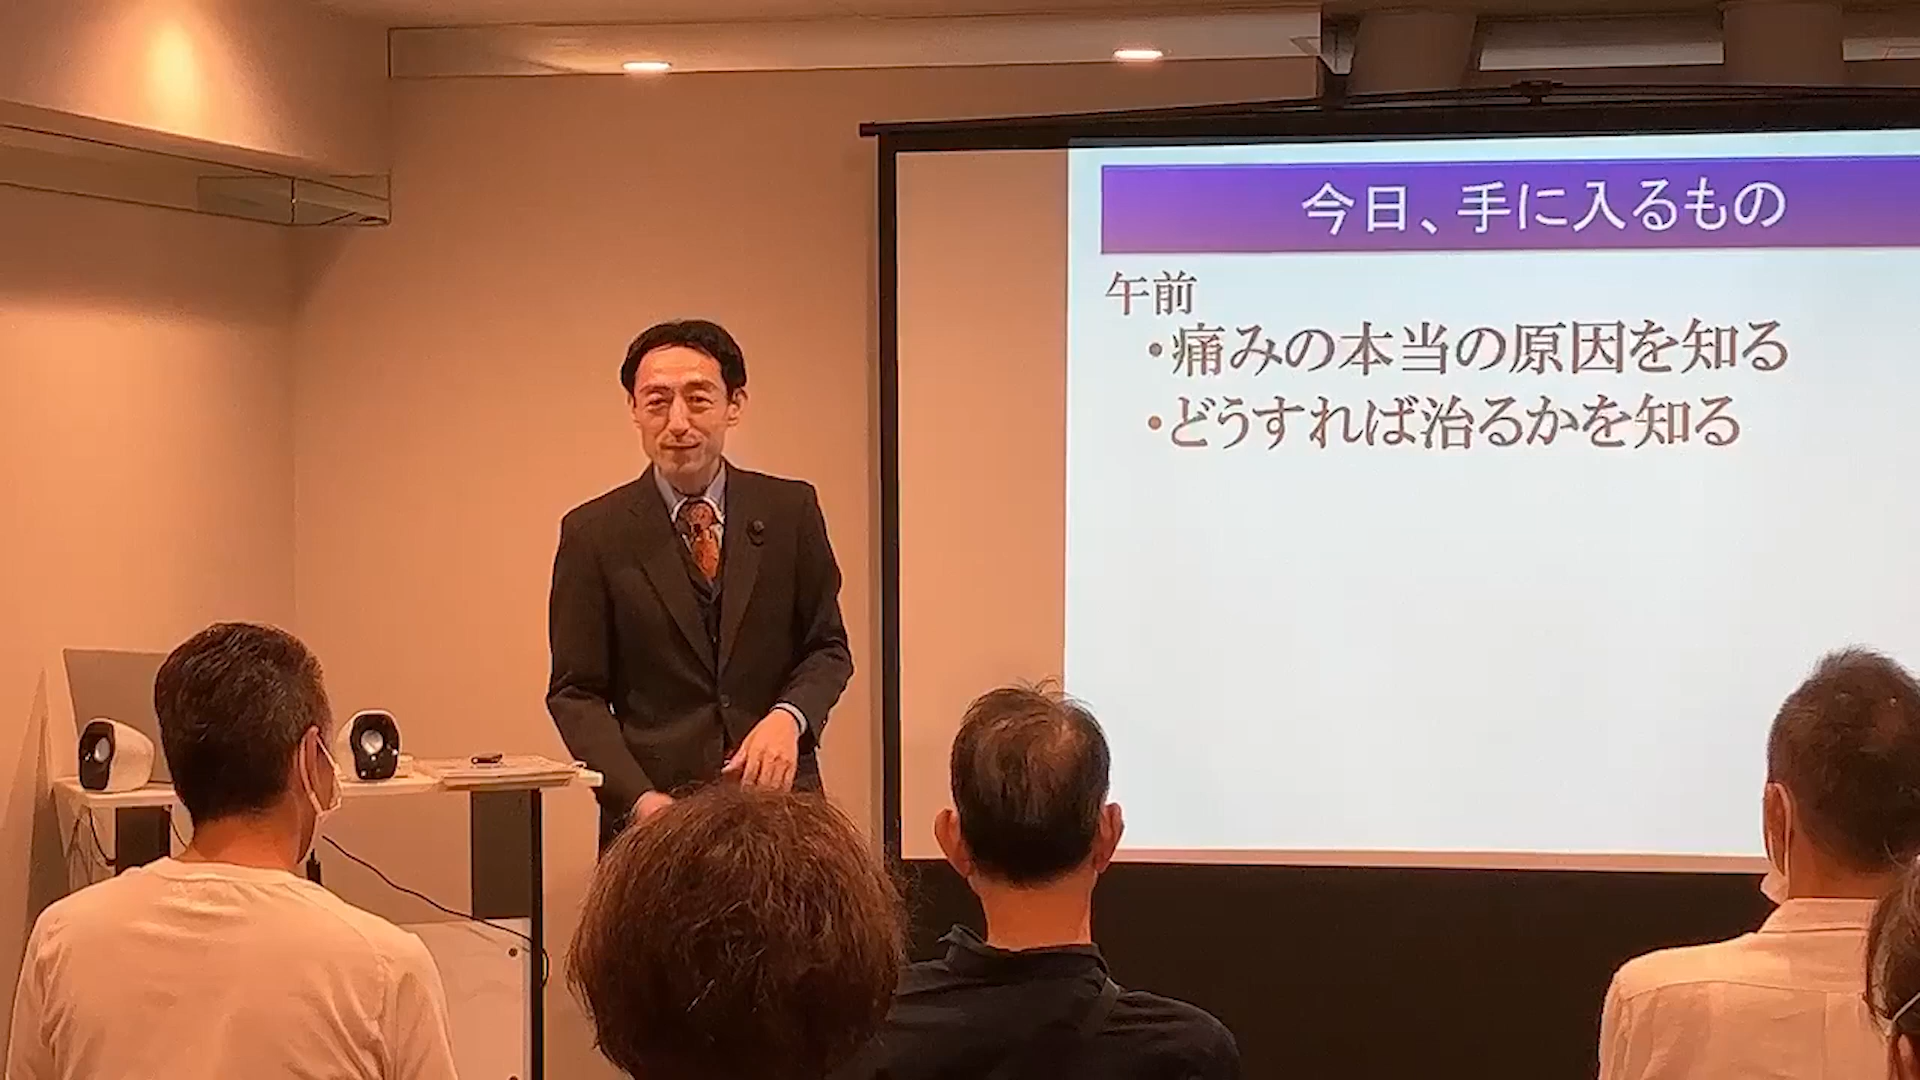 今日、手に入るもの
午前
・痛みの本当の原因を知る
・どうすれば治るかを知る